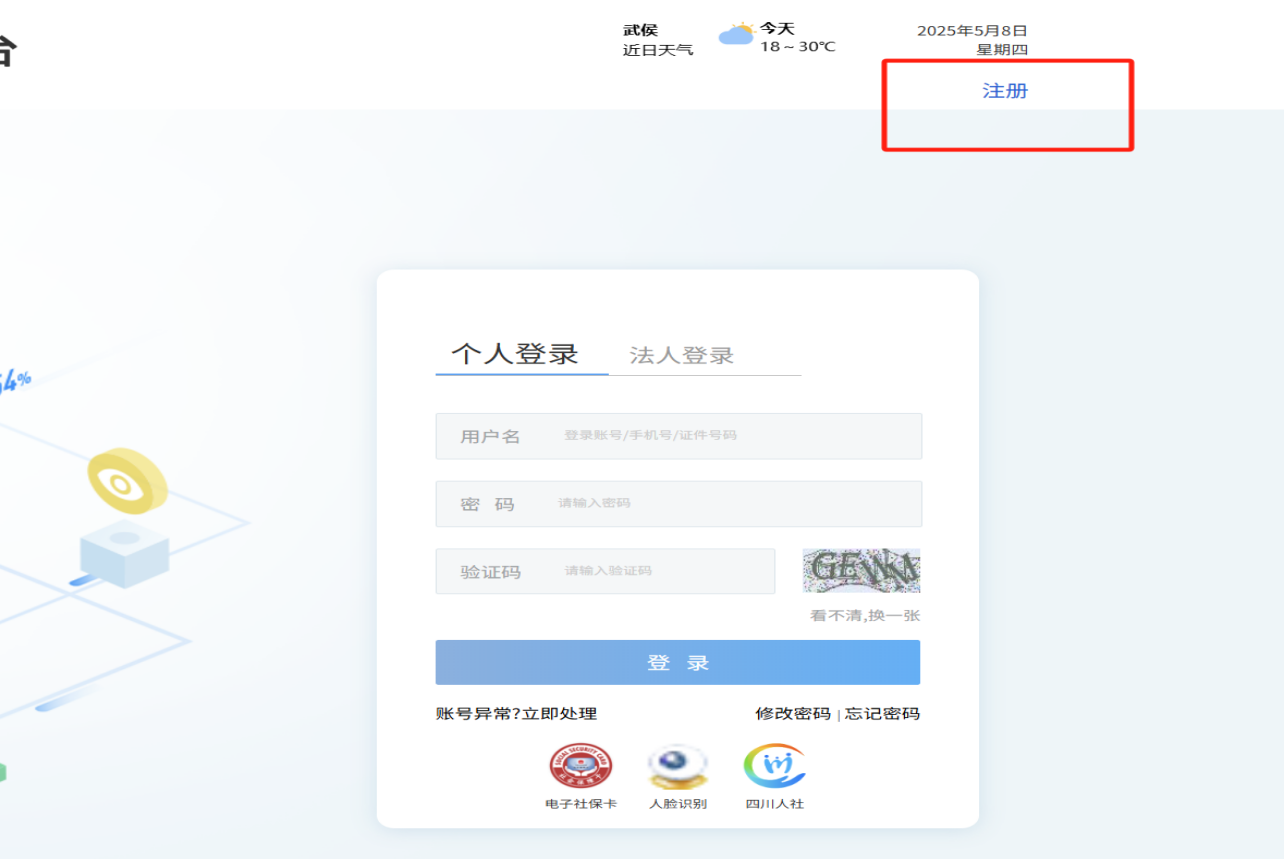 台
武侯
近日天气
今天
18 ~ 30℃
2025年5月8日
星期四
注册
个人登录
法人登录
用户名 登录账号/手机号/证件号码
密 码 请输入密码
验证码 请输入验证码
GEWM
看不清,换一张
登 录
账号异常?立即处理
修改密码 | 忘记密码
电子社保卡
人脸识别
四川人社